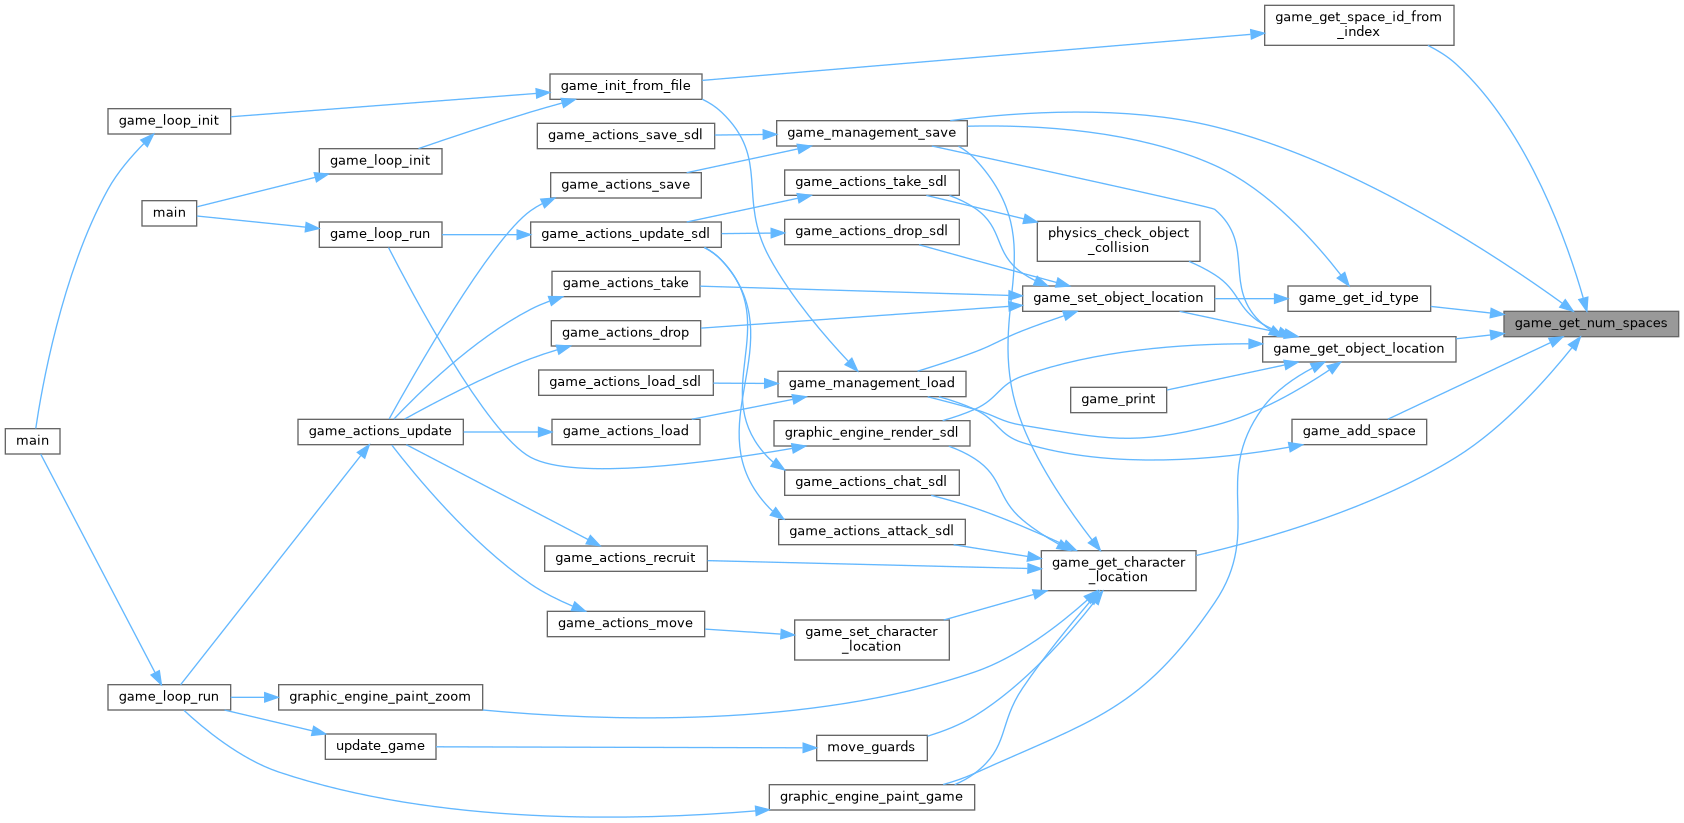 game_get_space_id_from
_index
game_init_from_file
game_loop_init
game_management_save
game_actions_save_sdl
game_loop_init
game_actions_take_sdl
game_actions_save
main
game_actions_drop_sdl
physics_check_object
_collision
game_loop_run
game_actions_update_sdl
game_actions_take
game_set_object_location
game_get_id_type
game_get_num_spaces
game_actions_drop
game_get_object_location
game_actions_load_sdl
game_management_load
game_print
game_actions_update
game_actions_load
graphic_engine_render_sdl
game_add_space
main
game_actions_chat_sdl
game_actions_attack_sdl
game_actions_recruit
game_get_character
_location
game_actions_move
game_set_character
_location
game_loop_run
graphic_engine_paint_zoom
update_game
move_guards
graphic_engine_paint_game